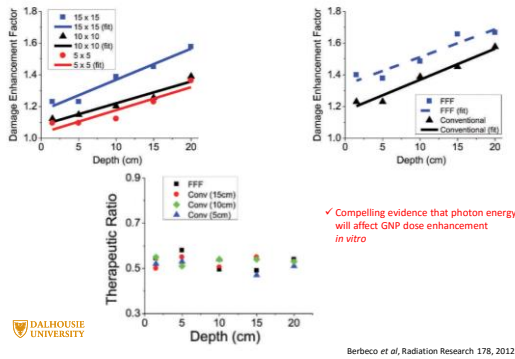 1.8
1.6
1.4
1.2
1.0
Damage Enhancement Factor
15 x 15
15 x 15 (fit)
10 x 10
10 x 10 (fit)
5 x 5
5 x 5 (fit)
0 5 10 15 20
Depth (cm)
1.8
1.6
1.4
1.2
1.0
Damage Enhancement Factor
FFF
FFF (fit)
Conventional
Conventional (fit)
0 5 10 15 20
Depth (cm)
0.9
0.7
0.5
0.3
Therapeutic Ratio
FFF
Conv (15cm)
Conv (10cm)
Conv (5cm)
0 5 10 15 20
Depth (cm)
✓ Compelling evidence that photon energy
will affect GNP dose enhancement
in vitro
DALHOUSIE
UNIVERSITY
Berbeco et al, Radiation Research 178, 2012